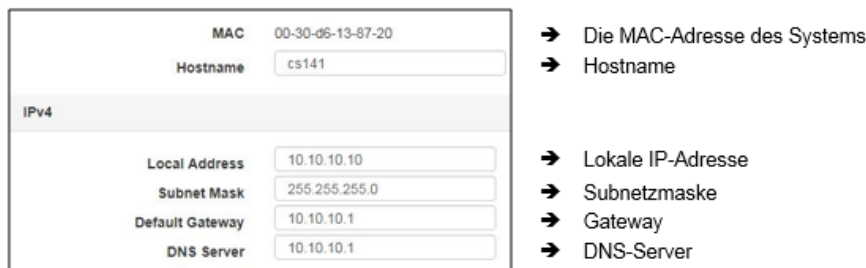 MAC 00-30-d6-13-87-20 ➔ Die MAC-Adresse des Systems
Hostname cs141 ➔ Hostname
IPv4
Local Address 10.10.10.10 ➔ Lokale IP-Adresse
Subnet Mask 255.255.255.0 ➔ Subnetzmaske
Default Gateway 10.10.10.1 ➔ Gateway
DNS Server 10.10.10.1 ➔ DNS-Server